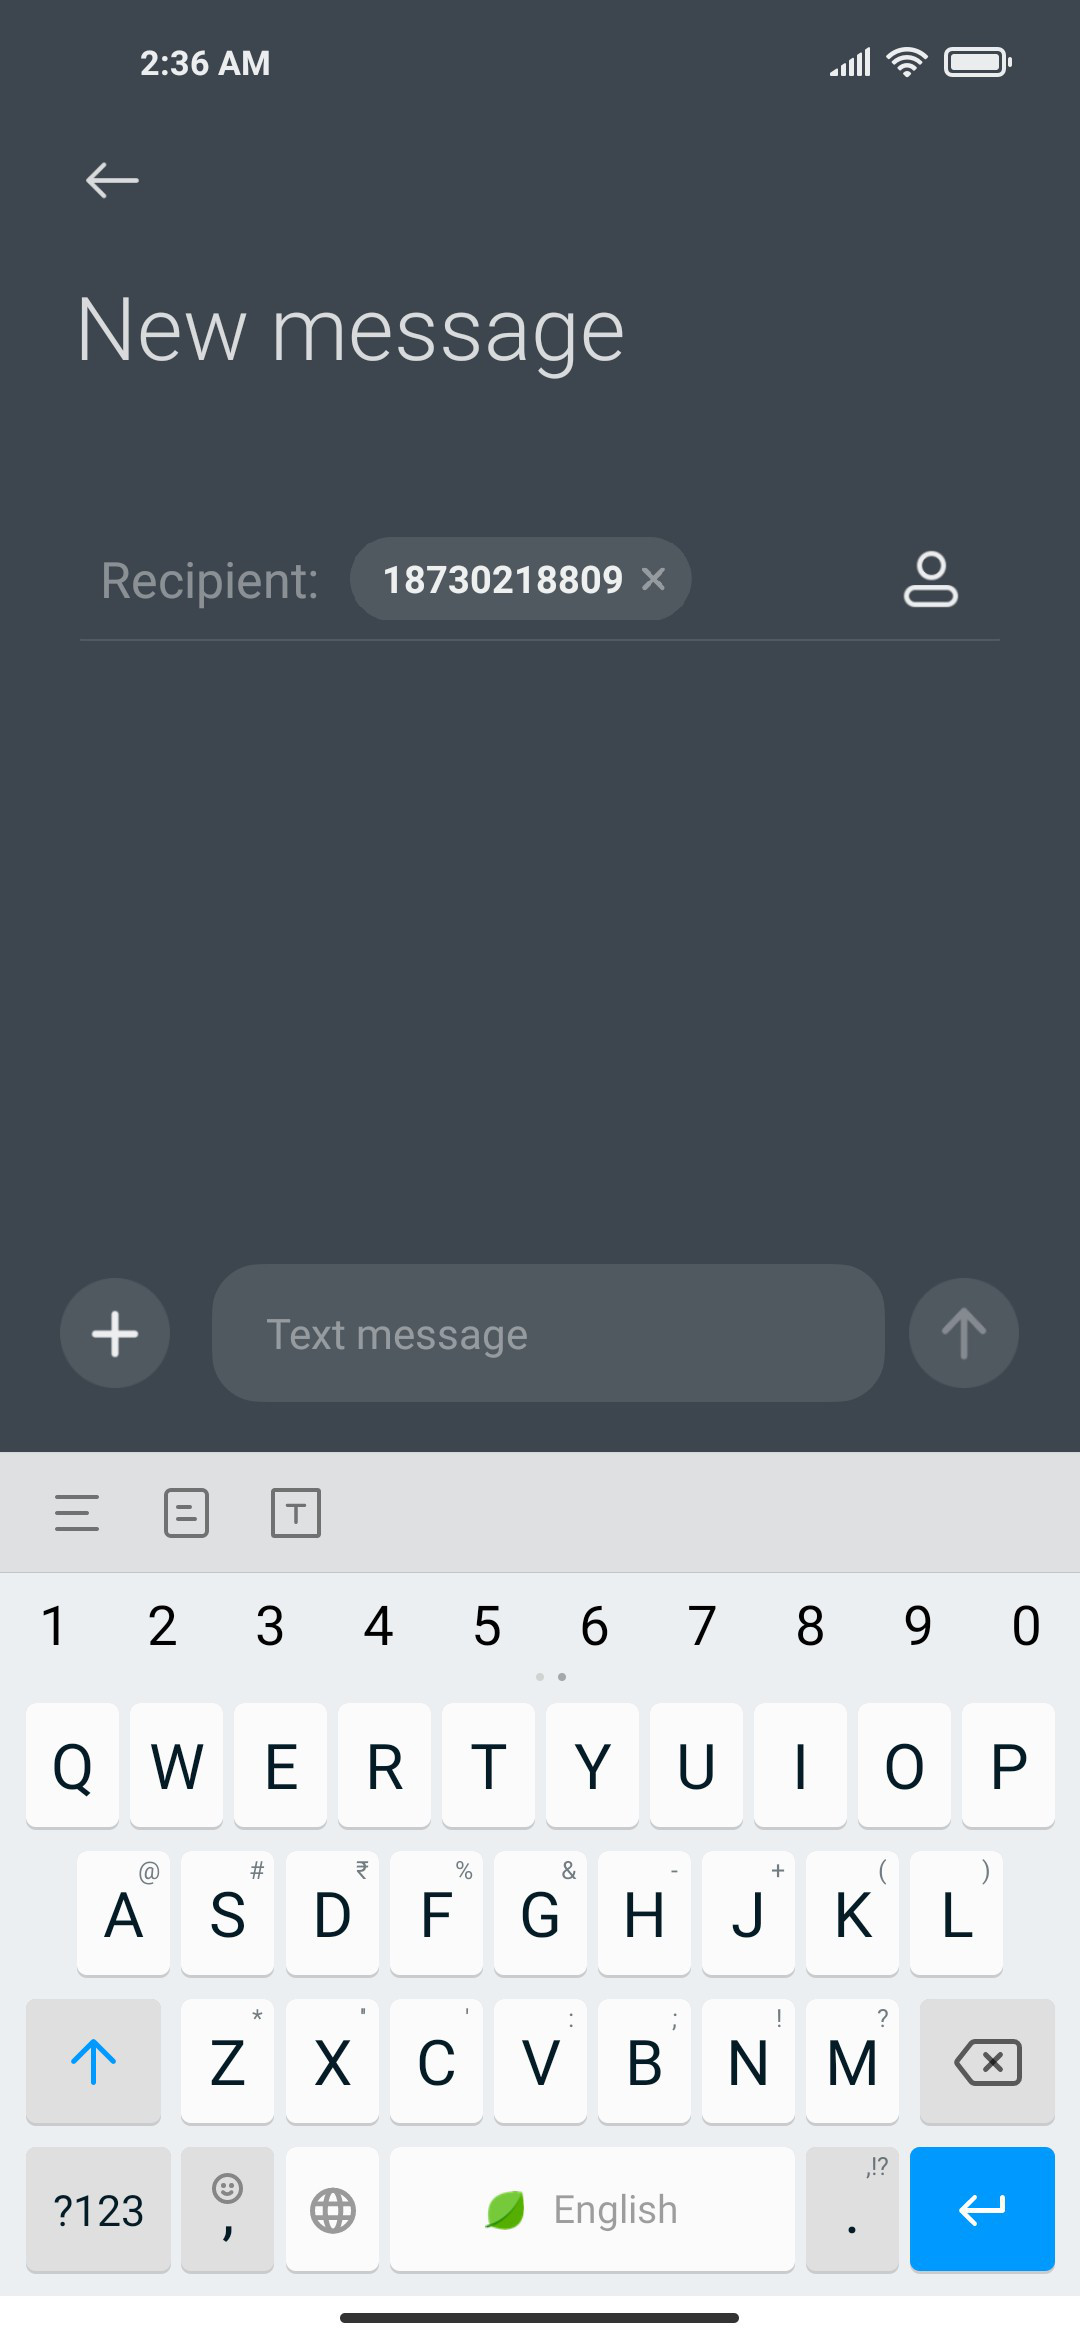 2:36 AM
New message
Recipient: 18730218809
Text message
T
1 2 3 4 5 6 7 8 9 0
Q W E R T Y U I O P
@ # ₹ % & - + ( )
A S D F G H J K L
* " ' : ; ! ?
Z X C V B N M
,!?
?123 , English .